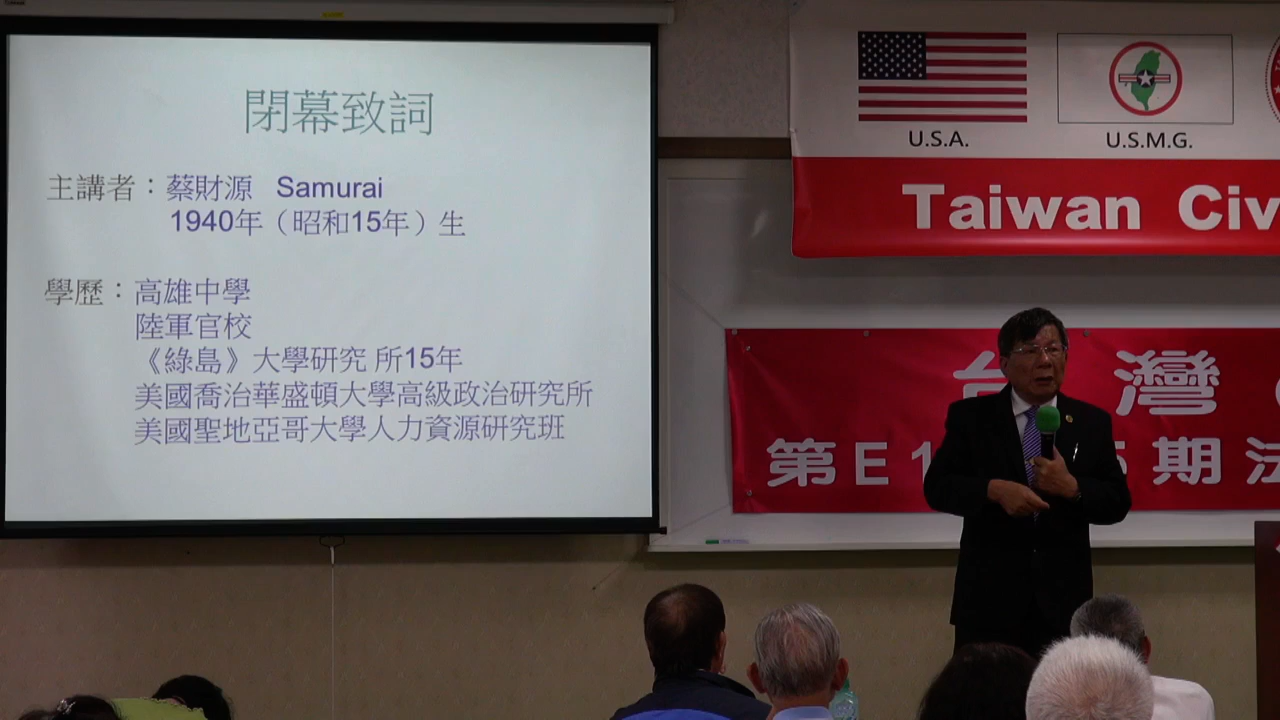 閉幕致詞
主講者：蔡財源 Samurai
1940年（昭和15年）生
學歷：高雄中學
陸軍官校
《綠島》大學研究 所15年
美國喬治華盛頓大學高級政治研究所
美國聖地亞哥大學人力資源研究班
U.S.A.
U.S.M.G.
Taiwan Civ
台灣
第E1 期法